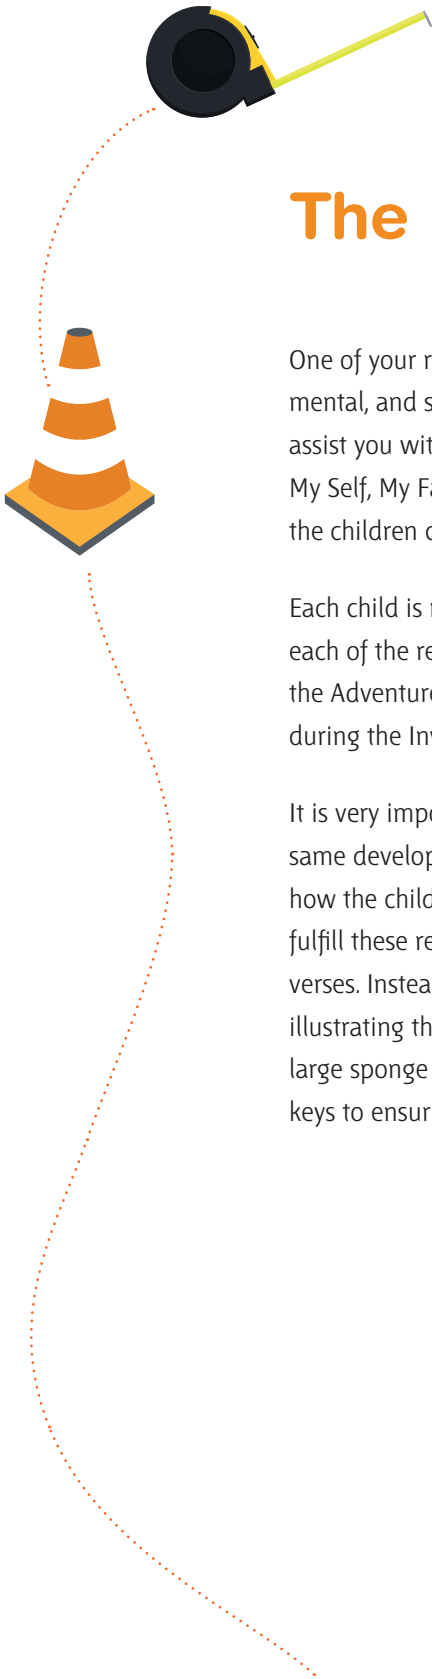 The
One of your r
mental, and s
assist you wit
My Self, My Fa
the children o
Each child is
each of the re
the Adventure
during the Inv
It is very impo
same develop
how the child
fulfill these re
verses. Instea
illustrating th
large sponge
keys to ensur